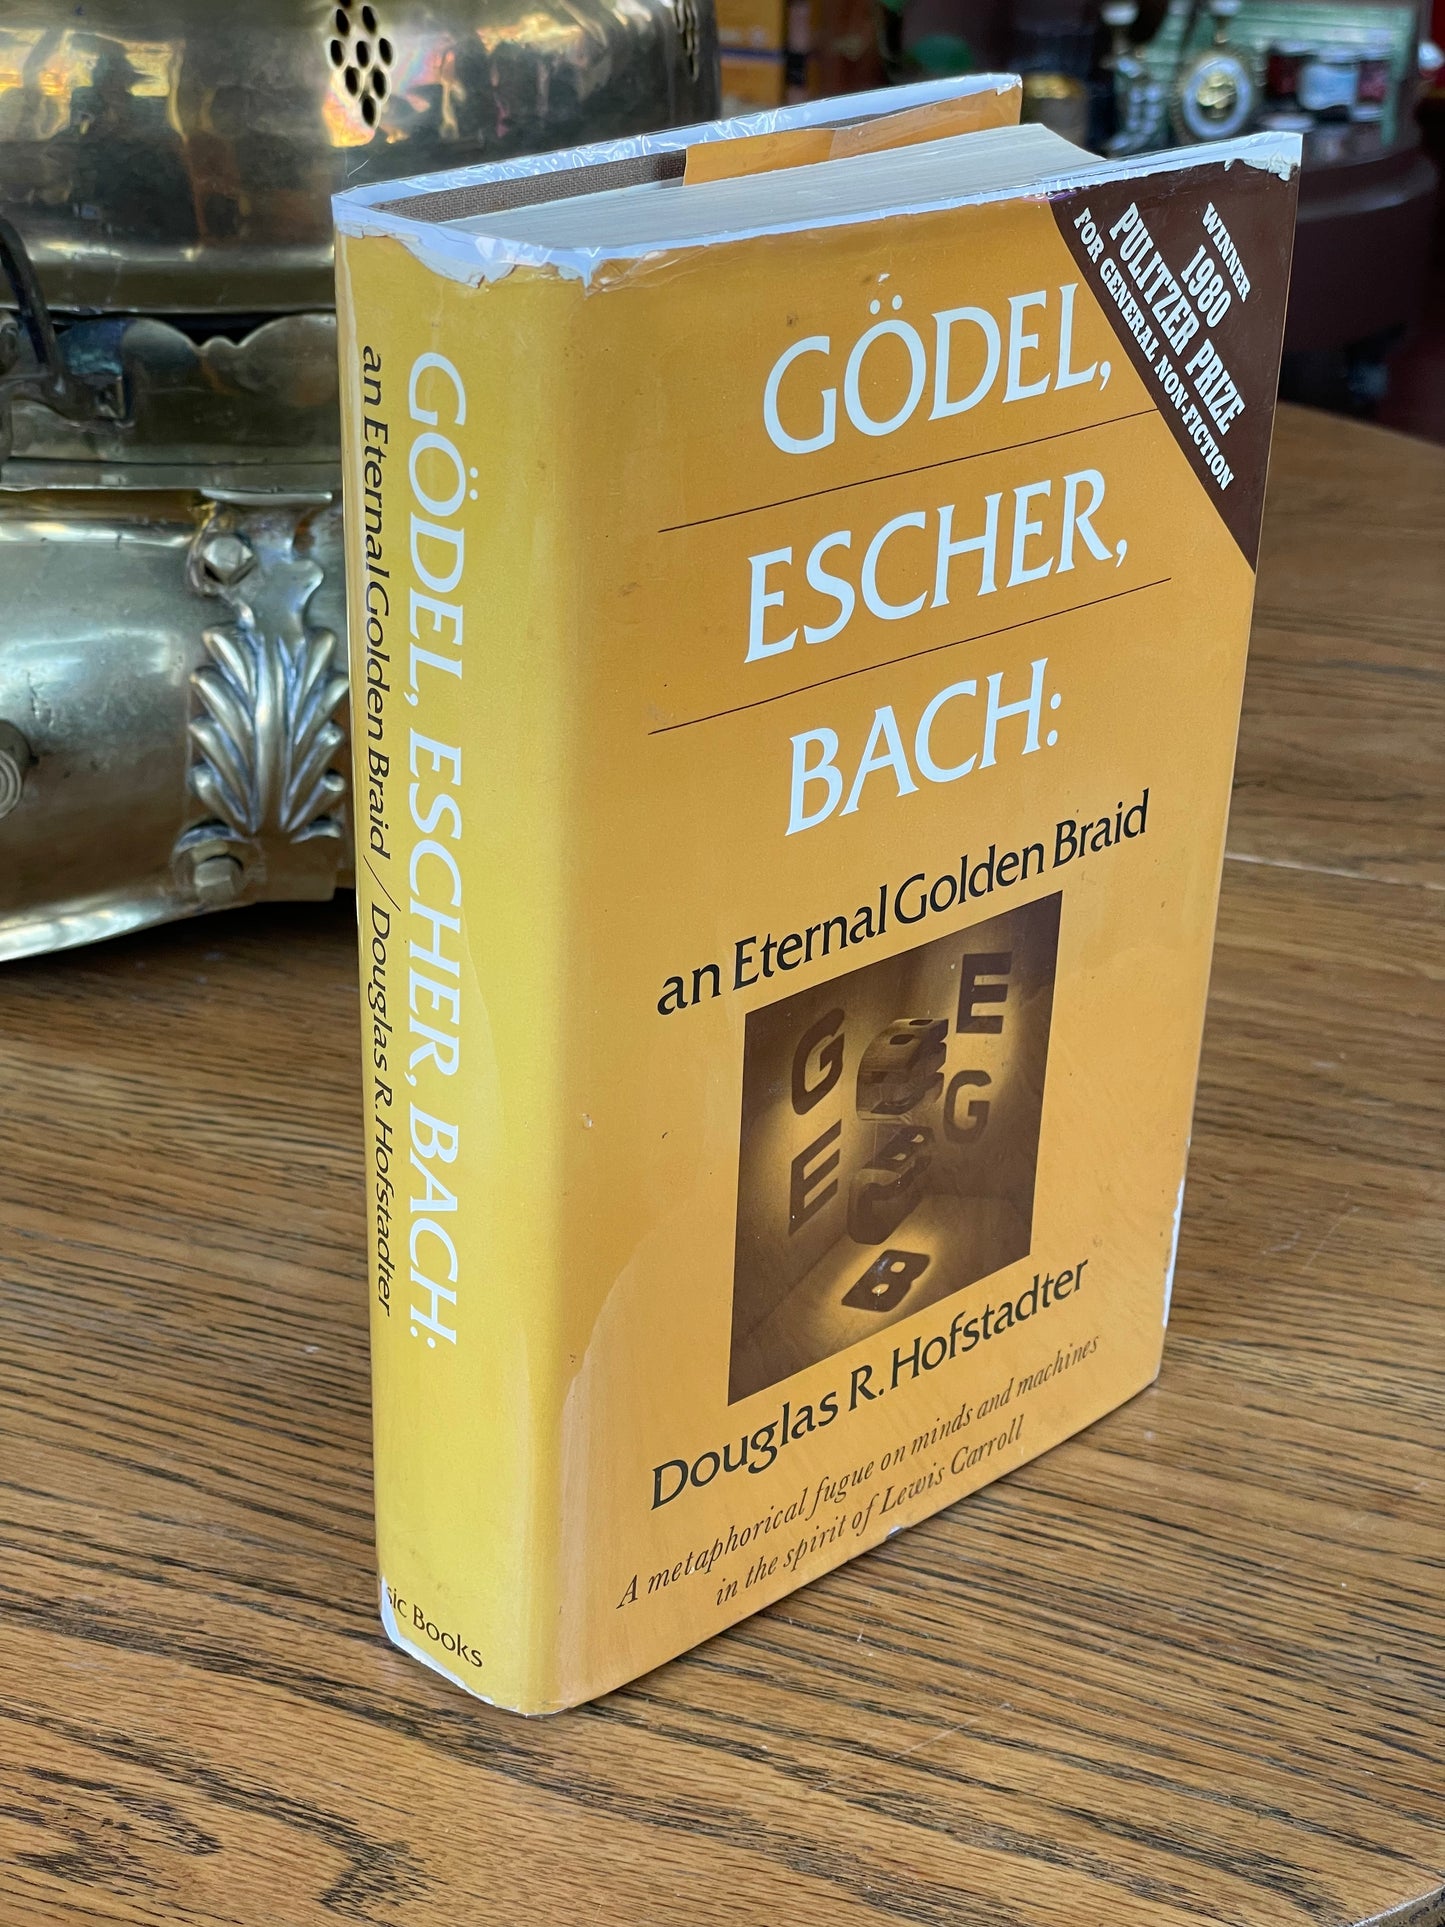 GÖDEL, ESCHER, BACH:
an Eternal Golden Braid / Douglas R. Hofstadter
sic Books
WINNER
1980
PULITZER PRIZE
FOR GENERAL NON-FICTION
GÖDEL,
ESCHER,
BACH:
an Eternal Golden Braid
G E
B
E G
B
B
Douglas R. Hofstadter
A metaphorical fugue on minds and machines
in the spirit of Lewis Carroll